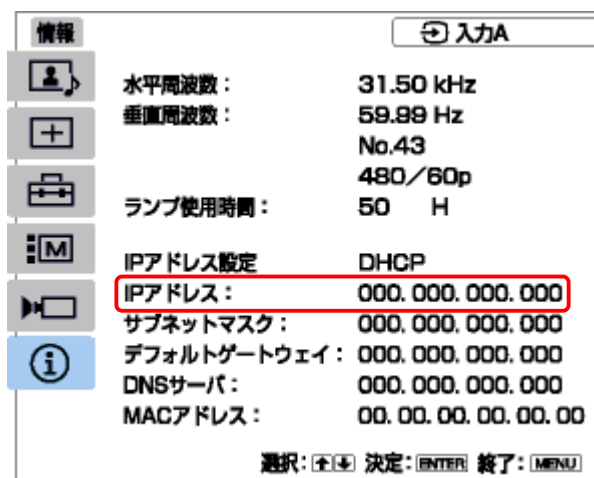 情報
入力A
水平周波数： 31.50 kHz
垂直周波数： 59.89 Hz
No.43
480／60p
ランプ使用時間： 50 H
M
IPアドレス設定 DHCP
IPアドレス： 000. 000. 000. 000
サブネットマスク： 000. 000. 000. 000
デフォルトゲートウェイ： 000. 000. 000. 000
DNSサーバ： 000. 000. 000. 000
MACアドレス： 00. 00. 00. 00. 00. 00
選択：↑↓ 決定：ENTER 終了：MENU